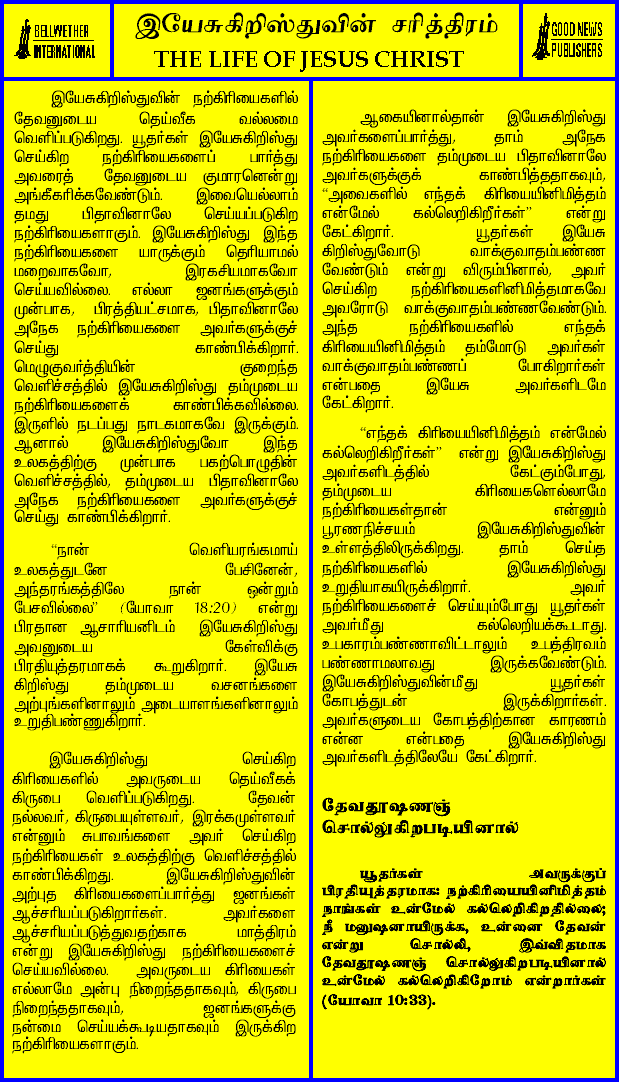 BELLWETHER
INTERNATIONAL
இயேசுகிறிஸ்துவின் சரித்திரம்
THE LIFE OF JESUS CHRIST
GOOD NEWS
PUBLISHERS
இயேசுகிறிஸ்துவின் நற்கிரியைகளில்
தேவனுடைய தெய்வீக வல்லமை
வெளிப்படுகிறது. யூதர்கள் இயேசுகிறிஸ்து
செய்கிற நற்கிரியைகளைப் பார்த்து
அவரைத் தேவனுடைய குமாரனென்று
அங்கீகரிக்கவேண்டும். இவையெல்லாம்
தமது பிதாவினாலே செய்யப்படுகிற
நற்கிரியைகளாகும். இயேசுகிறிஸ்து இந்த
நற்கிரியைகளை யாருக்கும் தெரியாமல்
மறைவாகவோ, இரகசியமாகவோ
செய்யவில்லை. எல்லா ஜனங்களுக்கும்
முன்பாக, பிரத்தியட்சமாக, பிதாவினாலே
அநேக நற்கிரியைகளை அவர்களுக்குச்
செய்து காண்பிக்கிறார்.
மெழுகுவர்த்தியின் குறைந்த
வெளிச்சத்தில் இயேசுகிறிஸ்து தம்முடைய
நற்கிரியைகளைக் காண்பிக்கவில்லை.
இருளில் நடப்பது நாடகமாகவே இருக்கும்.
ஆனால் இயேசுகிறிஸ்துவோ இந்த
உலகத்திற்கு முன்பாக பகற்பொழுதின்
வெளிச்சத்தில், தம்முடைய பிதாவினாலே
அநேக நற்கிரியைகளை அவர்களுக்குச்
செய்து காண்பிக்கிறார்.
“நான் வெளியரங்கமாய்
உலகத்துடனே பேசினேன்,
அந்தரங்கத்திலே நான் ஒன்றும்
பேசவில்லை” (யோவா 18:20) என்று
பிரதான ஆசாரியனிடம் இயேசுகிறிஸ்து
அவனுடைய கேள்விக்கு
பிரதியுத்தரமாகக் கூறுகிறார். இயேசு
கிறிஸ்து தம்முடைய வசனங்களை
அற்புங்களினாலும் அடையாளங்களினாலும்
உறுதிபண்ணுகிறார்.
இயேசுகிறிஸ்து செய்கிற
கிரியைகளில் அவருடைய தெய்வீகக்
கிருபை வெளிப்படுகிறது. தேவன்
நல்லவர், கிருபையுள்ளவர், இரக்கமுள்ளவர்
என்னும் சுபாவங்களை அவர் செய்கிற
நற்கிரியைகள் உலகத்திற்கு வெளிச்சத்தில்
காண்பிக்கிறது. இயேசுகிறிஸ்துவின்
அற்புத கிரியைகளைப்பார்த்து ஜனங்கள்
ஆச்சரியப்படுகிறார்கள். அவர்களை
ஆச்சரியப்படுத்துவதற்காக மாத்திரம்
என்று இயேசுகிறிஸ்து நற்கிரியைகளைச்
செய்யவில்லை. அவருடைய கிரியைகள்
எல்லாமே அன்பு நிறைந்ததாகவும், கிருபை
நிறைந்ததாகவும், ஜனங்களுக்கு
நன்மை செய்யக்கூடியதாகவும் இருக்கிற
நற்கிரியைகளாகும்.
ஆகையினால்தான் இயேசுகிறிஸ்து
அவர்களைப்பார்த்து, தாம் அநேக
நற்கிரியைகளை தம்முடைய பிதாவினாலே
அவர்களுக்குக் காண்பித்ததாகவும்,
“அவைகளில் எந்தக் கிரியையினிமித்தம்
என்மேல் கல்லெறிகிறீர்கள்” என்று
கேட்கிறார். யூதர்கள் இயேசு
கிறிஸ்துவோடு வாக்குவாதம்பண்ண
வேண்டும் என்று விரும்பினால், அவர்
செய்கிற நற்கிரியைகளினிமித்தமாகவே
அவரோடு வாக்குவாதம்பண்ணவேண்டும்.
அந்த நற்கிரியைகளில் எந்தக்
கிரியையினிமித்தம் தம்மோடு அவர்கள்
வாக்குவாதம்பண்ணப் போகிறார்கள்
என்பதை இயேசு அவர்களிடமே
கேட்கிறார்.
“எந்தக் கிரியையினிமித்தம் என்மேல்
கல்லெறிகிறீர்கள்” என்று இயேசுகிறிஸ்து
அவர்களிடத்தில் கேட்கும்போது,
தம்முடைய கிரியைகளெல்லாமே
நற்கிரியைகள்தான் என்னும்
பூரணநிச்சயம் இயேசுகிறிஸ்துவின்
உள்ளத்திலிருக்கிறது. தாம் செய்த
நற்கிரியைகளில் இயேசுகிறிஸ்து
உறுதியாகயிருக்கிறார். அவர்
நற்கிரியைகளைச் செய்யும்போது யூதர்கள்
அவர்மீது கல்லெறியக்கூடாது.
உபகாரம்பண்ணாவிட்டாலும் உபத்திரவம்
பண்ணாமலாவது இருக்கவேண்டும்.
இயேசுகிறிஸ்துவின்மீது யூதர்கள்
கோபத்துடன் இருக்கிறார்கள்.
அவர்களுடைய கோபத்திற்கான காரணம்
என்ன என்பதை இயேசுகிறிஸ்து
அவர்களிடத்திலேயே கேட்கிறார்.
தேவதூஷணஞ்
சொல்லுகிறபடியினால்
யூதர்கள் அவருக்குப்
பிரதியுத்தரமாக: நற்கிரியையினிமித்தம்
நாங்கள் உன்மேல் கல்லெறிகிறதில்லை;
நீ மனுஷனாயிருக்க, உன்னை தேவன்
என்று சொல்லி, இவ்விதமாக
தேவதூஷணஞ் சொல்லுகிறபடியினால்
உன்மேல் கல்லெறிகிறோம் என்றார்கள்
(யோவா 10:33).